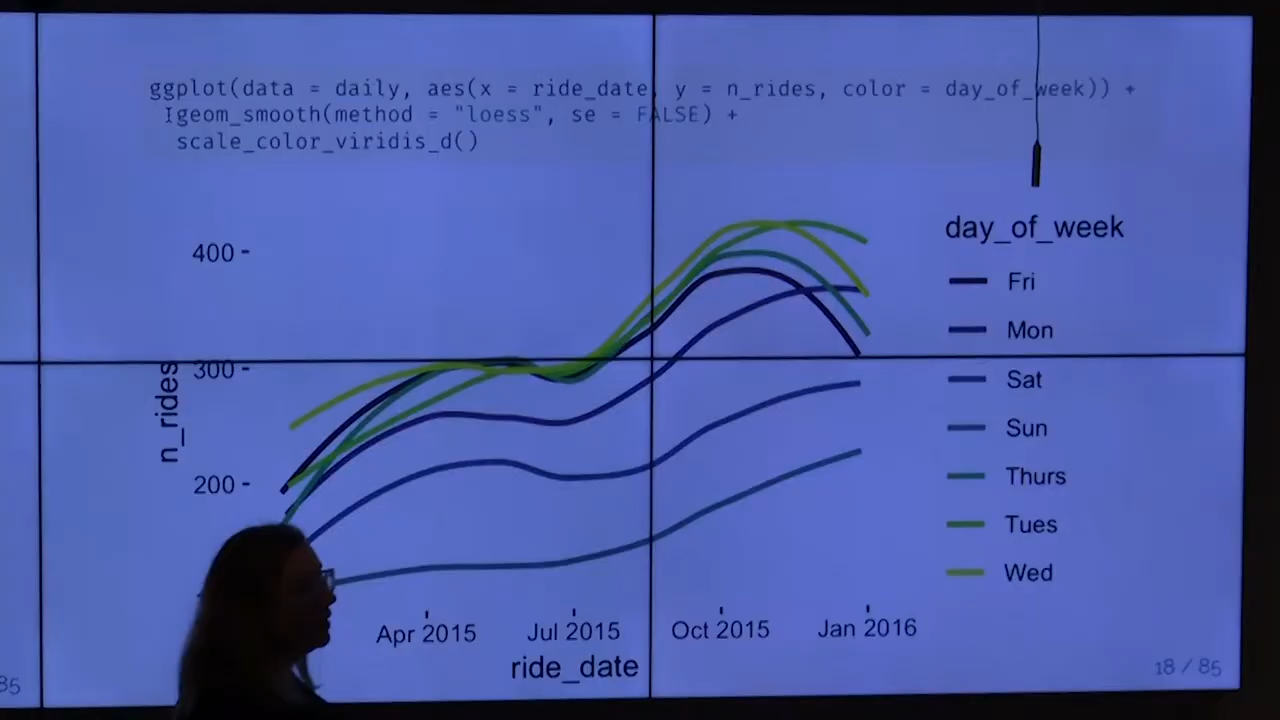 ggplot(data = daily, aes(x = ride_date, y = n_rides, color = day_of_week)) +
geom_smooth(method = "loess", se = FALSE) +
scale_color_viridis_d()
400
300
200
n_rides
Apr 2015
Jul 2015
Oct 2015
Jan 2016
ride_date
day_of_week
Fri
Mon
Sat
Sun
Thurs
Tues
Wed
18 / 85
85